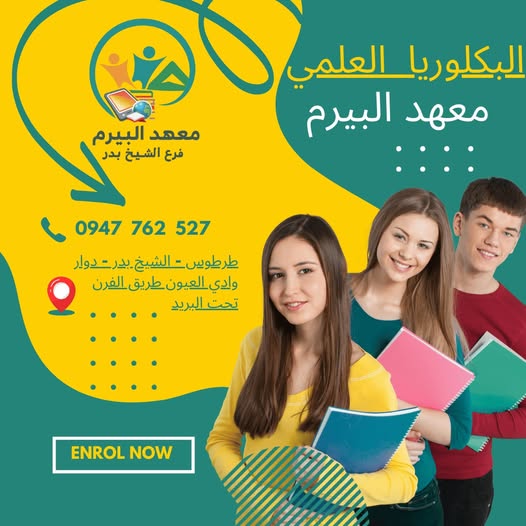 البكلوريا العلمي
معهد البيرم
معهد البيرم
فرع الشيخ بدر
0947 762 527
طرطوس - الشيخ بدر - دوار
وادي العيون طريق الفرن
تحت البريد
ENROL NOW